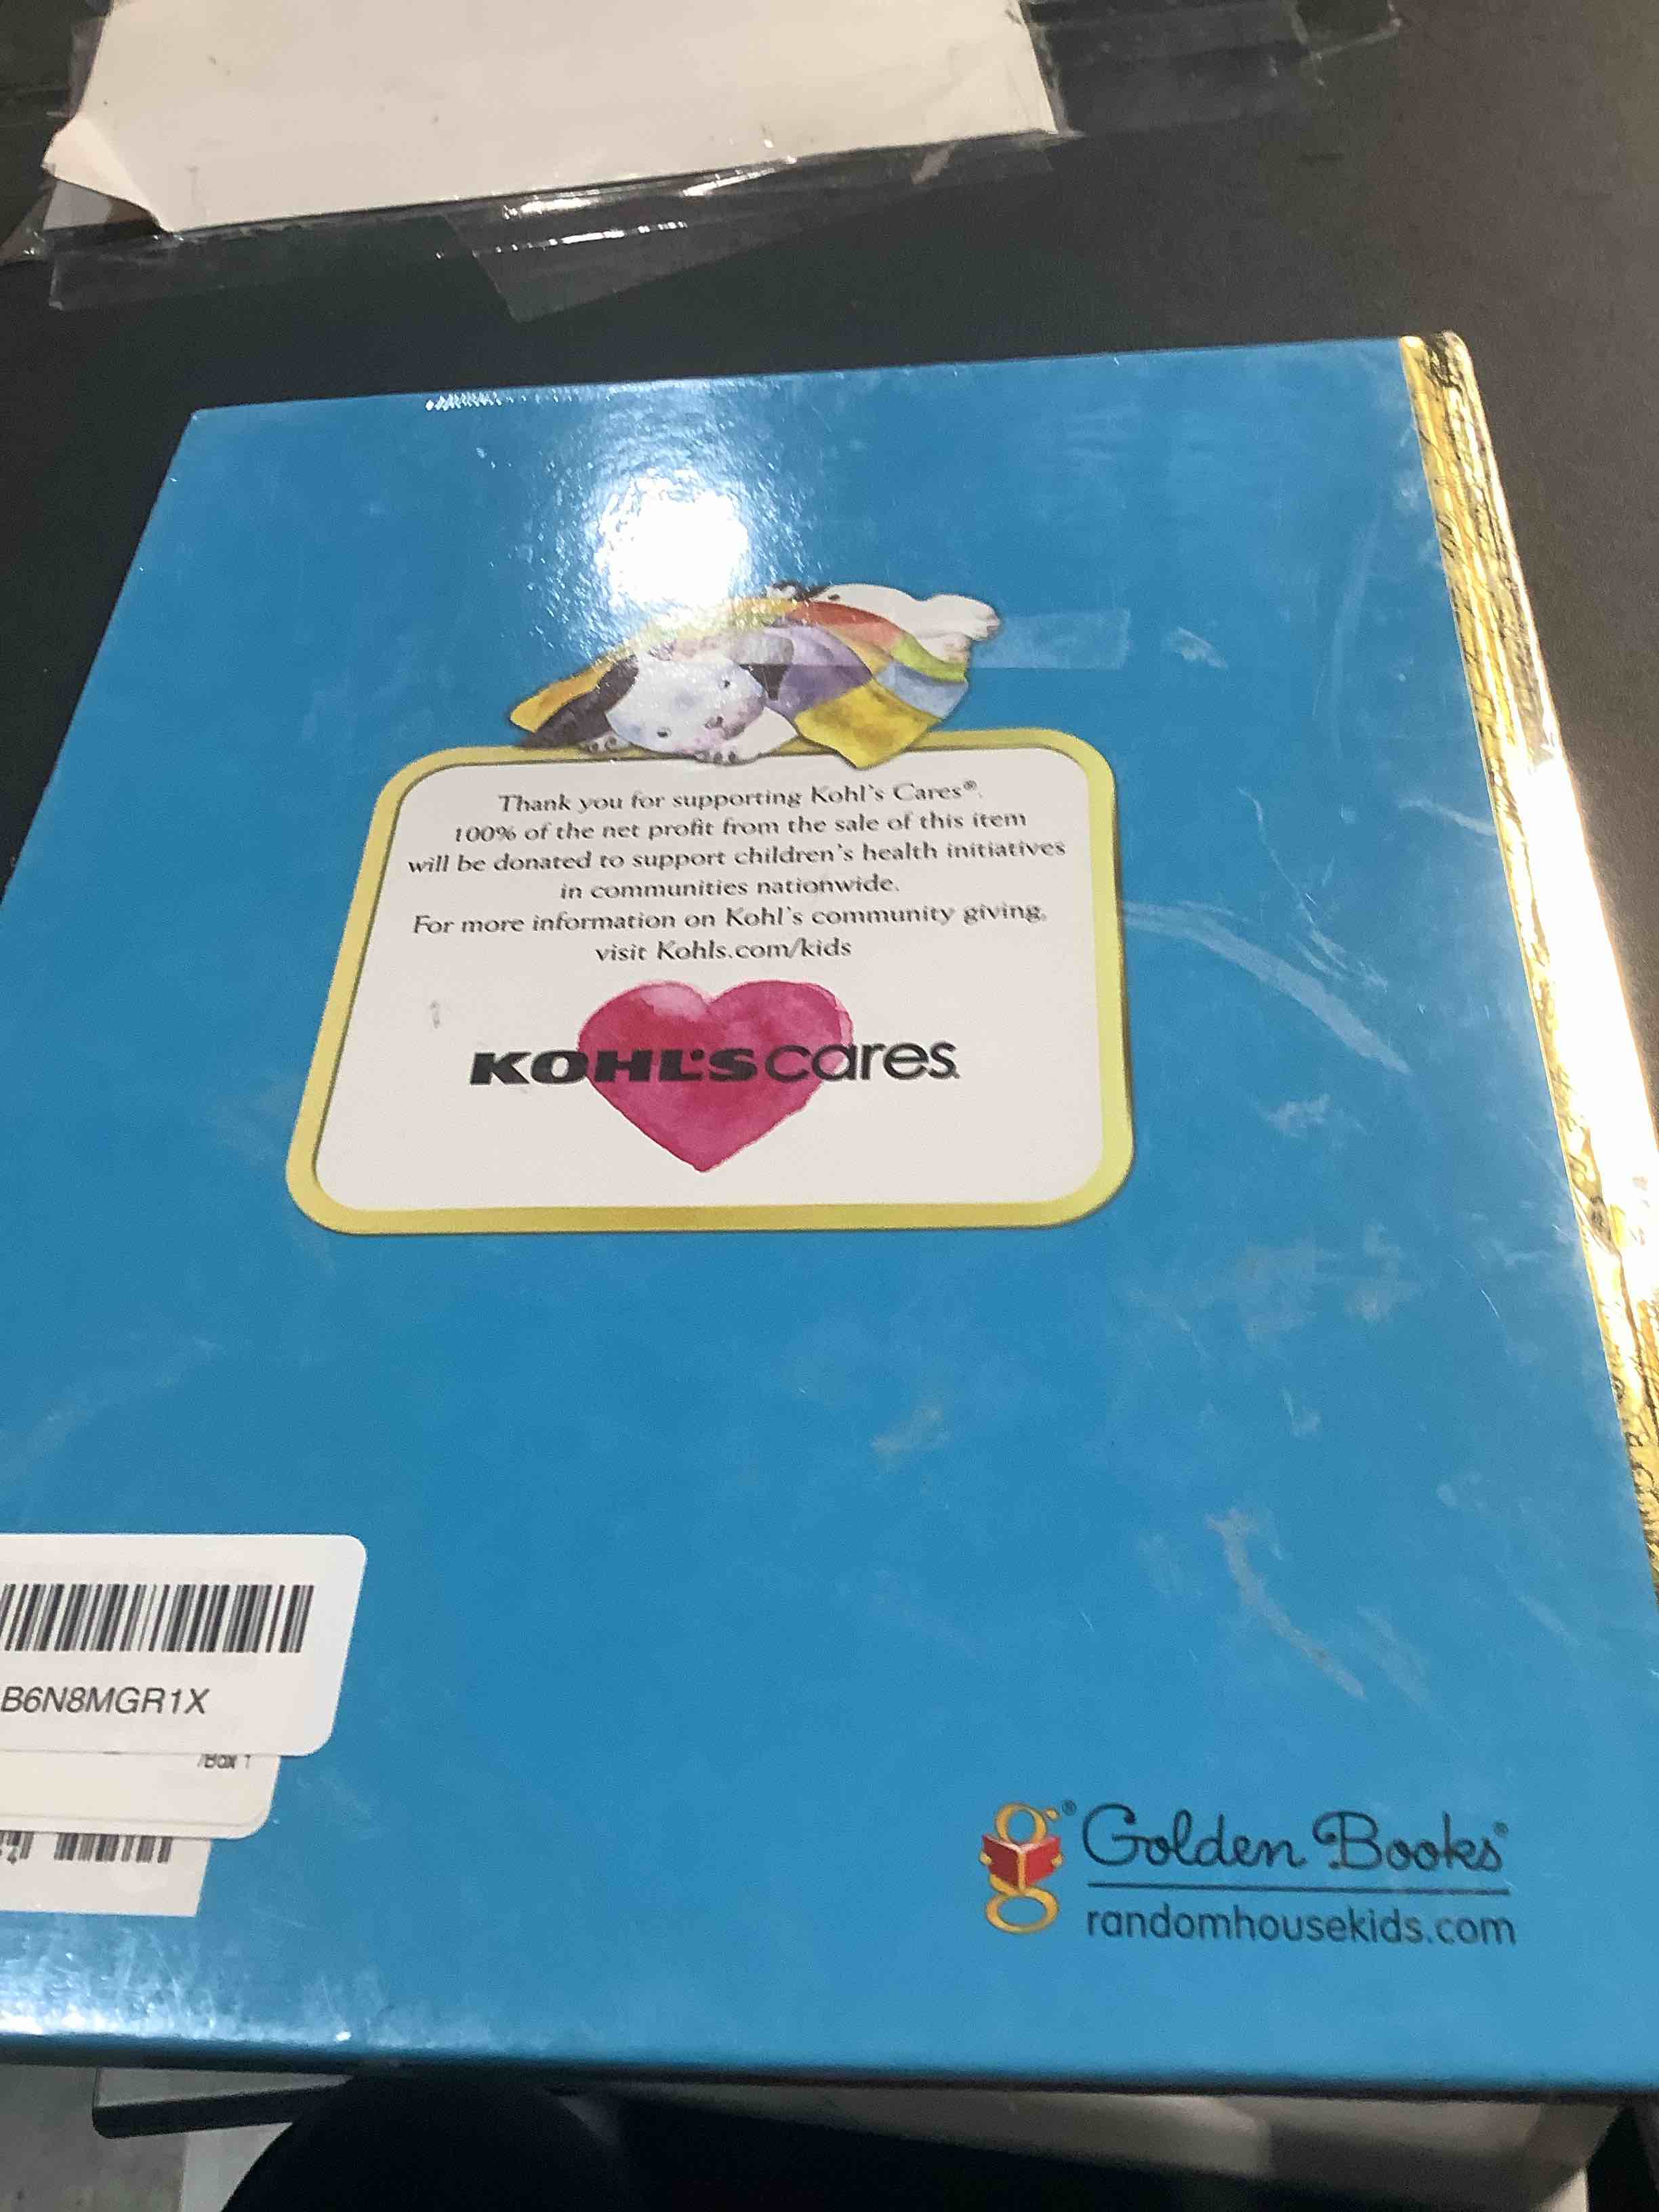 Thank you for supporting Kohl's Cares®.
100% of the net profit from the sale of this item
will be donated to support children's health initiatives
in communities nationwide.
For more information on Kohl's community giving,
visit Kohls.com/kids
KOHL'S cares
B6N8MGR1X
/Box 1
g® Golden Books®
randomhousekids.com